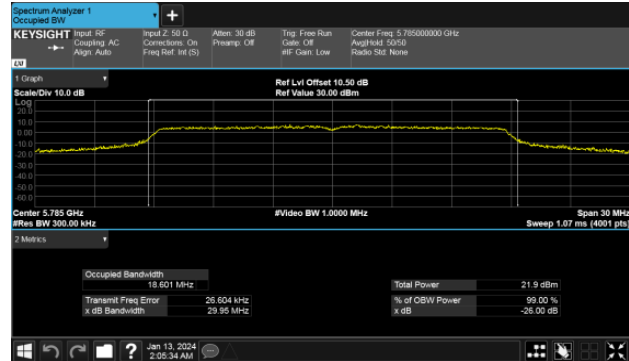 Spectrum Analyzer 1
Occupied BW
+
KEYSIGHT Input: RF Input Z: 50 Ω Atten: 30 dB Trig: Free Run Center Freq: 5.785000000 GHz
Coupling: AC Corrections: On Preamp: Off Gate: Off Avg|Hold: 50/50
Align: Auto Freq Ref: Int (S) #IF Gain: Low Radio Std: None
LXI
1 Graph Ref Lvl Offset 10.50 dB
Scale/Div 10.0 dB Ref Value 30.00 dBm
Log
20.0
10.0
0.00
-10.0
-20.0
-30.0
-40.0
-50.0
-60.0
Center 5.785 GHz #Video BW 1.0000 MHz Span 30 MHz
#Res BW 300.00 kHz Sweep 1.07 ms (4001 pts)
2 Metrics
Occupied Bandwidth
18.601 MHz Total Power 21.9 dBm
Transmit Freq Error 26.604 kHz % of OBW Power 99.00 %
x dB Bandwidth 29.95 MHz x dB -26.00 dB
? Jan 13, 2024
2:05:34 AM